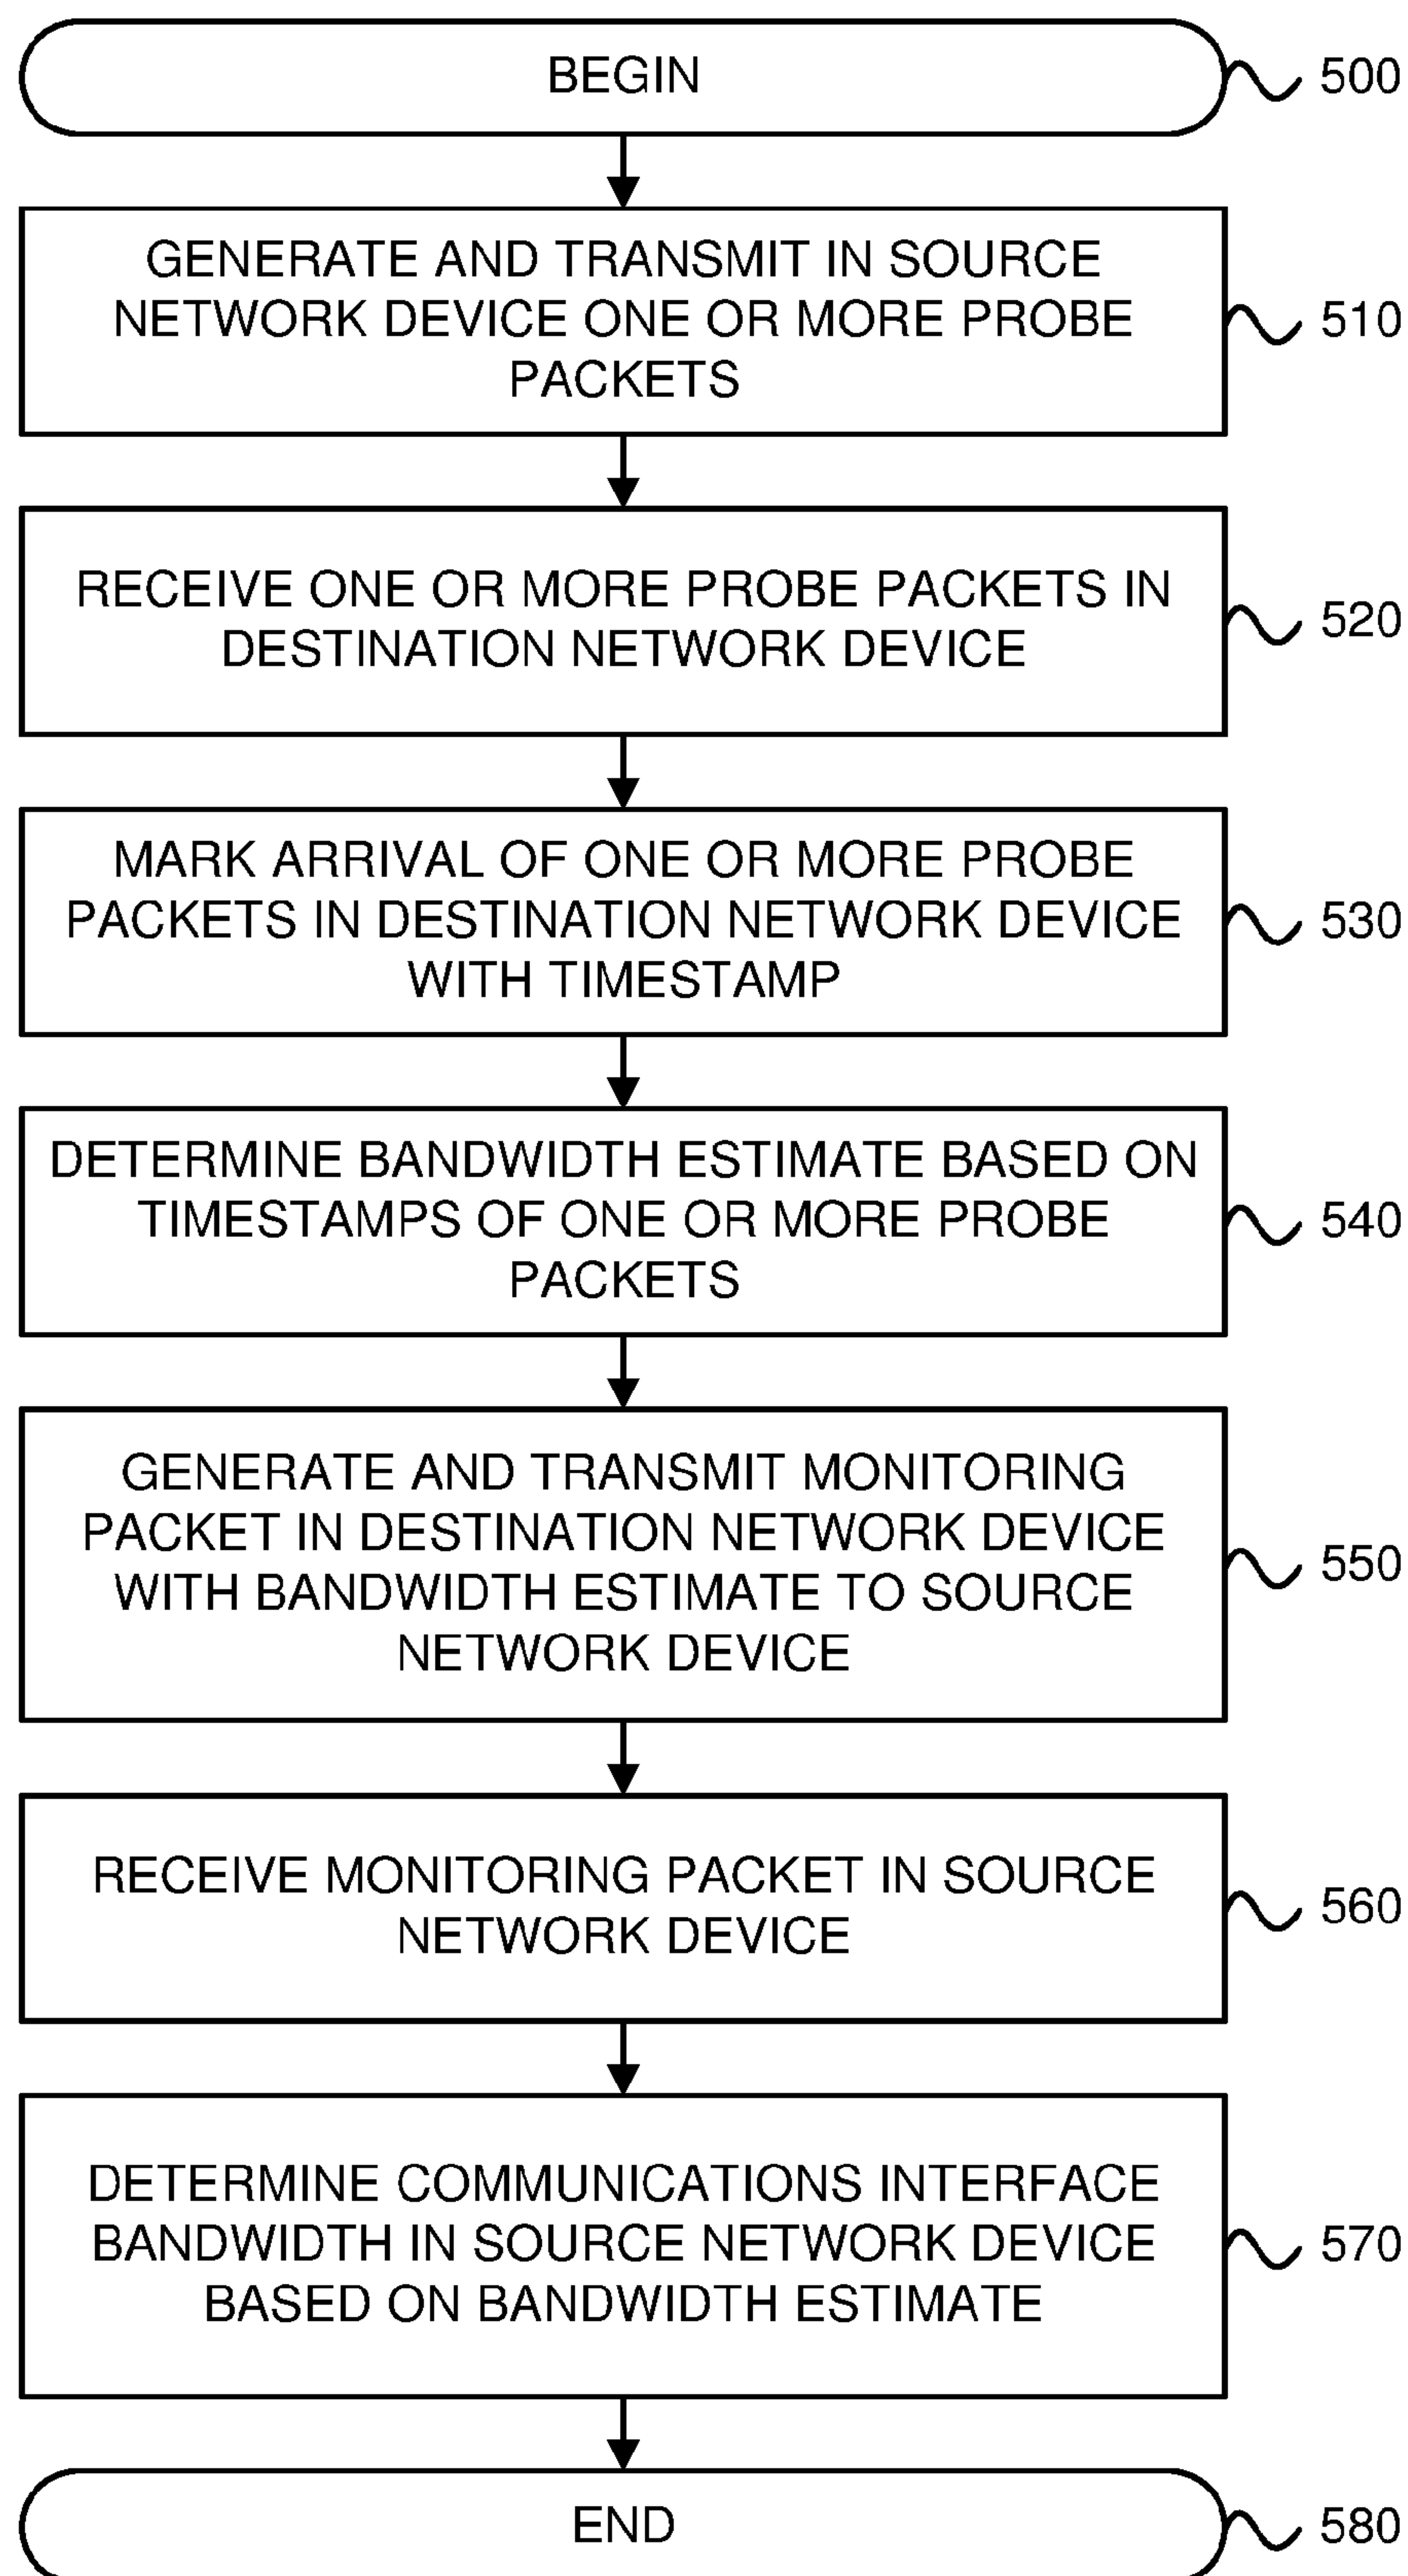 BEGIN
500
GENERATE AND TRANSMIT IN SOURCE
NETWORK DEVICE ONE OR MORE PROBE
PACKETS
510
RECEIVE ONE OR MORE PROBE PACKETS IN
DESTINATION NETWORK DEVICE
520
MARK ARRIVAL OF ONE OR MORE PROBE
PACKETS IN DESTINATION NETWORK DEVICE
WITH TIMESTAMP
530
DETERMINE BANDWIDTH ESTIMATE BASED ON
TIMESTAMPS OF ONE OR MORE PROBE
PACKETS
540
GENERATE AND TRANSMIT MONITORING
PACKET IN DESTINATION NETWORK DEVICE
WITH BANDWIDTH ESTIMATE TO SOURCE
NETWORK DEVICE
550
RECEIVE MONITORING PACKET IN SOURCE
NETWORK DEVICE
560
DETERMINE COMMUNICATIONS INTERFACE
BANDWIDTH IN SOURCE NETWORK DEVICE
BASED ON BANDWIDTH ESTIMATE
570
END
580